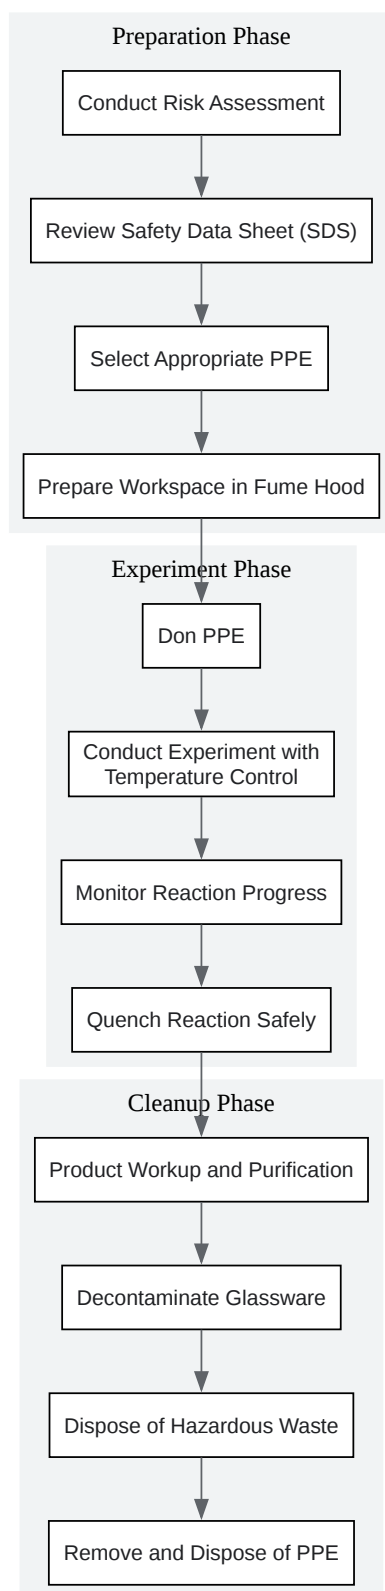 Preparation Phase
Conduct Risk Assessment
Review Safety Data Sheet (SDS)
Select Appropriate PPE
Prepare Workspace in Fume Hood
Experiment Phase
Don PPE
Conduct Experiment with
Temperature Control
Monitor Reaction Progress
Quench Reaction Safely
Cleanup Phase
Product Workup and Purification
Decontaminate Glassware
Dispose of Hazardous Waste
Remove and Dispose of PPE